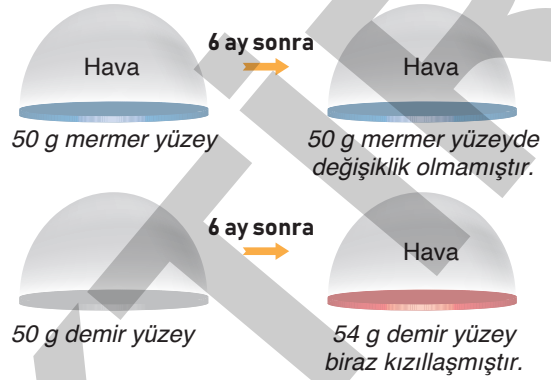 Hava
6 ay sonra
Hava
50 g mermer yüzey
50 g mermer yüzeyde
değişiklik olmamıştır.
6 ay sonra
Hava
50 g demir yüzey
54 g demir yüzey
biraz kızıllaşmıştır.